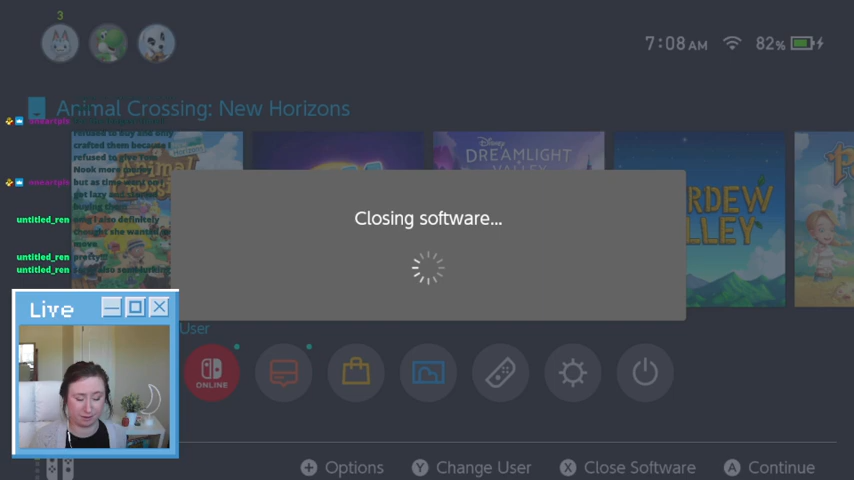 3
7:08 AM
82%
Animal Crossing: New Horizons
refused to buy and only
crafted them because I
refused to give Tom
Nook more money
but as time went on I
got lazy and started
buying them
untitled_ren omg I also definitely
thought she wanted to
move
untitled_ren pretty!!
untitled_ren
Disney
DREAMLIGHT
VALLEY
RDEW
VALLEY
Closing software...
Live
User
ONLINE
Options
Y Change User
X Close Software
A Continue